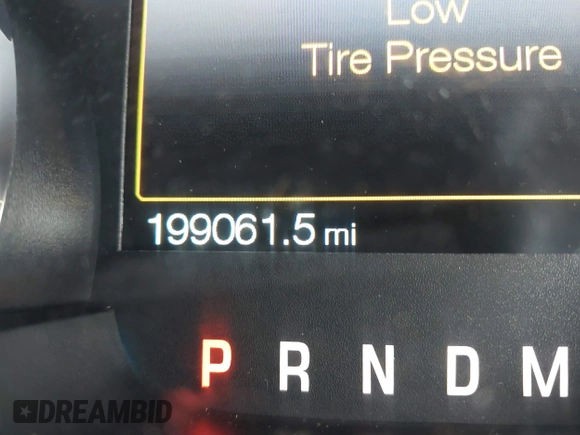 Low
Tire Pressure
199061.5 mi
P R N D M
DREAMBID